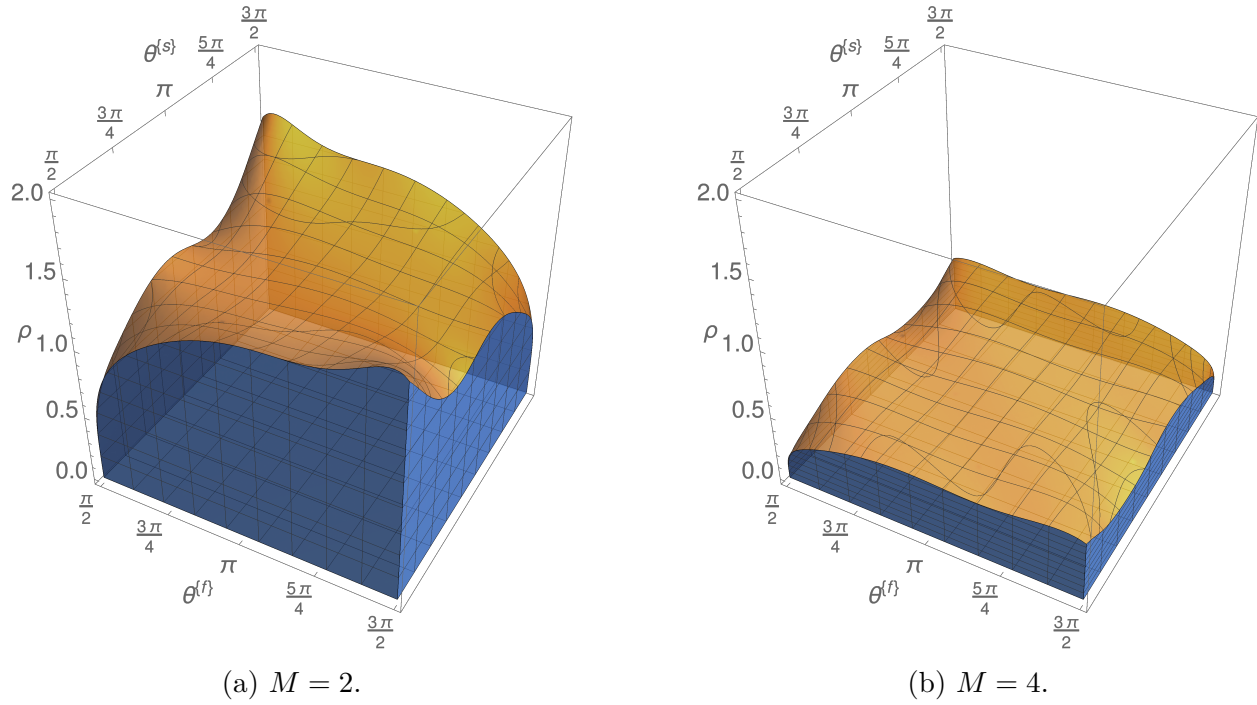 3π/2
θ^{s}
5π/4
π
3π/4
π/2
2.0
1.5
ρ
1.0
0.5
0.0
π/2
3π/4
π
θ^{f}
5π/4
3π/2
(a) M = 2.
3π/2
θ^{s}
5π/4
π
3π/4
π/2
2.0
1.5
ρ
1.0
0.5
0.0
π/2
3π/4
π
θ^{f}
5π/4
3π/2
(b) M = 4.